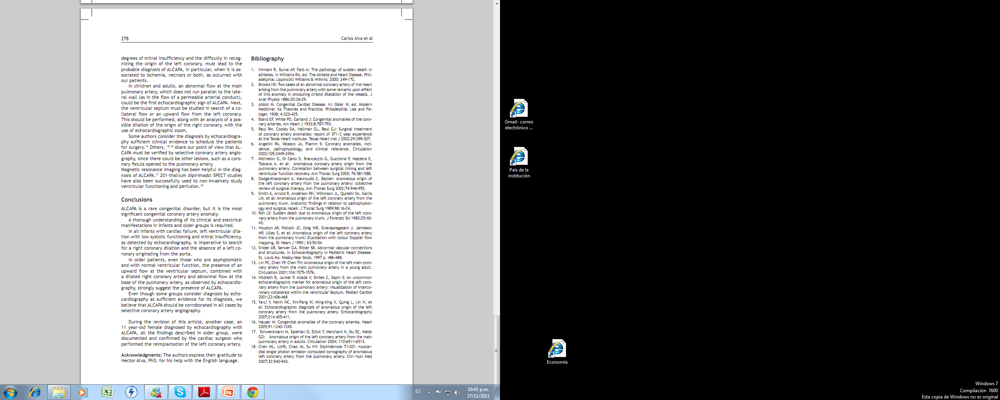 278
Carlos Alva et al
degrees of mitral insufficiency and the difficulty in recog-
nizing the origin of the left coronary, must lead to the
probable diagnosis of ALCAPA, in particular, when it is as-
sociated to ischemia, necrosis or both, as occurred with
our patients.
In children and adults, an abnormal flow at the main
pulmonary artery, which does not run parallel to the late-
ral wall (as in the flow of a permeable arterial conduct),
could be the first echocardiographic sign of ALCAPA. Next,
the ventricular septum must be studied in search of a co-
llateral flow or an upward flow from the left coronary.
This should be performed, along with an analysis of a pos-
sible dilation of the origin of the right coronary, with the
use of echocardiographic zoom.
Some authors consider the diagnosis by echocardiogra-
phy sufficient clinical evidence to schedule the patients
for surgery.14 Others, 15,16 share our point of view that AL-
CAPA must be verified by selective coronary artery angio-
graphy, since there could be other lesions, such as a coro-
nary fistula opened to the pulmonary artery.
Magnetic resonance imaging has been helpful in the diag-
nosis of ALCAPA.17 201-thallium dipirimadol SPECT studies
have also been successfully used to non-invasively study
ventricular functioning and perfusion.18
Conclusions
ALCAPA is a rare congenital disorder, but it is the most
significant congenital coronary artery anomaly.
A thorough understanding of its clinical and electrical
manifestations in infants and older groups is required.
In all infants with cardiac failure, left ventricular dila-
tion with low systolic functioning and mitral insufficiency,
as detected by echocardiography, is imperative to search
for a right coronary dilation and the absence of a left co-
ronary originating from the aorta.
In older patients, even those who are asymptomatic
and with normal ventricular function, the presence of an
upward flow at the ventricular septum, combined with
a dilated right coronary artery and abnormal flow at the
base of the pulmonary artery, as observed by echocardio-
graphy, strongly suggest the presence of ALCAPA.
Even though some groups consider diagnosis by echo-
cardiography as sufficient evidence for its diagnosis, we
believe that ALCAPA should be corroborated in all cases by
selective coronary artery angiography.
During the revision of this article, another case, an
11 year-old female diagnosed by echocardiography with
ALCAPA, all the findings described in older group, were
documented and confirmed by the cardiac surgeon who
performed the reimplantation of the left coronary artery.
Acknowledgments: The authors express their gratitude to
Hector Alva, PhD, for his help with the English language.
Bibliography
1. Virmani R, Burke AP, Farb A: The pathology of sudden death in
athletes. In Williams RA, ed. The Athlete and Heart Disease. Phil-
adelphia: Lippincott Williams & Wilkins; 2000; 249-172.
2. Brooks HS: Two cases of an abnormal coronary artery of the heart
arising from the pulmonary artery with some remarks upon effect
of this anomaly in producing cirsoid dilatation of the vessels. J
Anat Physiol 1886;20:26-29.
3. Abbot M. Congenital Cardiac Disease. In: Osler W, ed. Modern
Medicine: its Theories and Practice. Philadelphia: Lea and Fe-
biger, 1908; 4:323-425.
4. Bland EF, White PD, Garland J: Congenital anomalies of the coro-
nary arteries. Am Heart J 1933;8:787-793.
5. Reul RM, Cooley DA, Hallman GL, Reul GJ: Surgical treatment
of coronary artery anomalies: report of 371/2 year experience
at the Texas Heart Institute. Texas Heart Inst J 2002;29:299-307.
6. Angelini PA, Velasco JA, Flamm S: Coronary anomalies. Inci-
dence, pathophysiology, and clinical relevance. Circulation
2002;105:2449-2454.
7. Michielon G, Di Carlo D, Brancaccio G, Guccione P, Mazzera E,
Toscano A, et al: Anomalous coronary artery origin from the
pulmonary artery: Correlation between surgical timing and left
ventricular function recovery. Ann Thorac Surg 2003; 76:581-588.
8. Dodge-Khatamani A, Mavroudis C, Backer: Anomalous origin of
the left coronary artery from the pulmonary artery: collective
review of surgical therapy. Ann Thorac Surg 2002;74:946-955.
9. Smith A, Arnold R, Anderson RH, Wilkinson JL, Qureshi SA, Gerlis
LM, et al: Anomalous origin of the left coronary artery from the
pulmonary trunk. Anatomic findings in relation to pathophysiol-
ogy and surgical repair. J Thorac Surg 1989;98:16-24.
10. Roh LS: Sudden death due to Anomalous origin of the left coro-
nary artery from the pulmonary trunk. J Forensic Sci 1980;25:40-
43.
11. Houston AB, Pollock JC, Doig WB, Gnanapragasam J, Jamieson
MP, Lilley S, et al: Anomalous origin of the left coronary artery
from the pulmonary trunk: Elucidation with colour Doppler flow
mapping. Br Heart J 1990 ; 63:50-54
12. Snider AR, Serwer GA, Ritter SB. Abnormal vascular connections
and structures. In Echocardiography in Pediatric Heart Disease.
St. Louis Mo. Mosby-Year Book, 1997 p. 486-488.
13. Lin PC, Chen YP, Chen TH: Anomalous origin of the left main coro-
nary artery from the main pulmonary artery in a young adult.
Circulation 2001;104:1575-1576.
14. Hildreth B, Junkel P, Allada V, Sintek C, Sapin S: An uncommon
echocardiographic marker for anomalous origin of the left coro-
nary artery from the pulmonary artery: visualization of interco-
ronary collaterals within the ventricular Septum. Pediatr Cardiol
2001;22:406-468
15. Ya-Li Y, Navin NC, Xin-Fang W, Ming-Xing X, Quing L, Lin H, et
al: Echocardiographic diagnosis of anomalous origin of the left
coronary artery from the pulmonary artery. Echocardiography
2007;214:405-411.
16. Hauser M: Congenital anomalies of the coronary arteries. Heart
2005;91:1240-1245.
17. Schwerzmann M, Salehian O, Elliot T, Merchant N, Siu SC, Webb
GD: Anomalous origin of the left coronary artery from the main
pulmonary artery in adults. Circulation 2004; 110:e511-e513.
18. Chen ML, LoHS, Chao IM, Su HY: Dipiridamole T1-201 myocar-
dial single photon emission computed tomography of anomalous
left coronary artery from the pulmonary artery. Clin Nucl Med
2007;32:940-943.
Gmail- correo
electrónico ...
País de la
institución
Economía
Windows 7
Compilación 7600
Esta copia de Windows no es original
ES
10:45 p.m.
27/11/2011